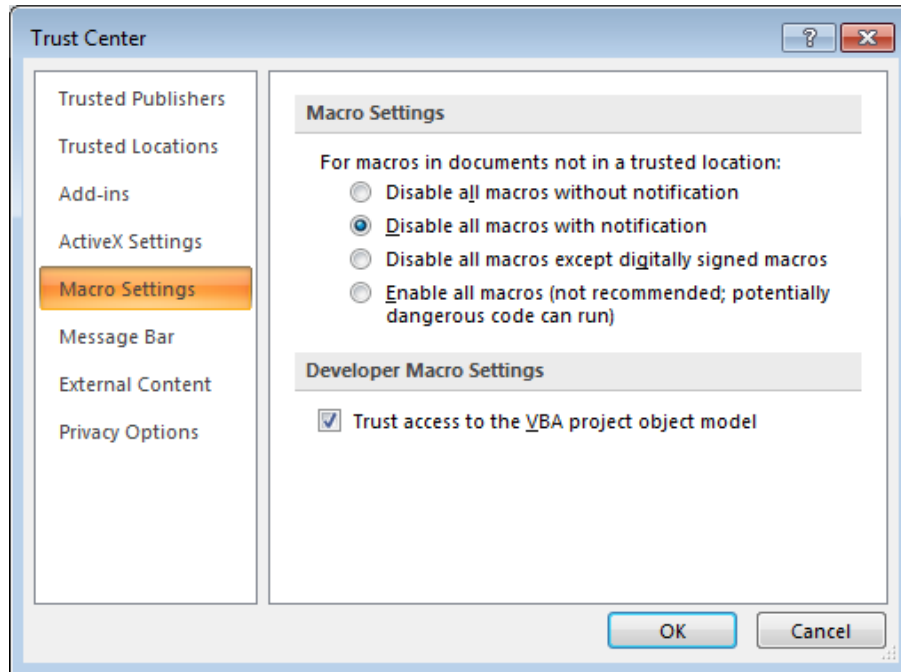 Trust Center
Trusted Publishers
Trusted Locations
Add-ins
ActiveX Settings
Macro Settings
Message Bar
External Content
Privacy Options
Macro Settings
For macros in documents not in a trusted location:
Disable all macros without notification
Disable all macros with notification
Disable all macros except digitally signed macros
Enable all macros (not recommended; potentially
dangerous code can run)
Developer Macro Settings
Trust access to the VBA project object model
OK
Cancel